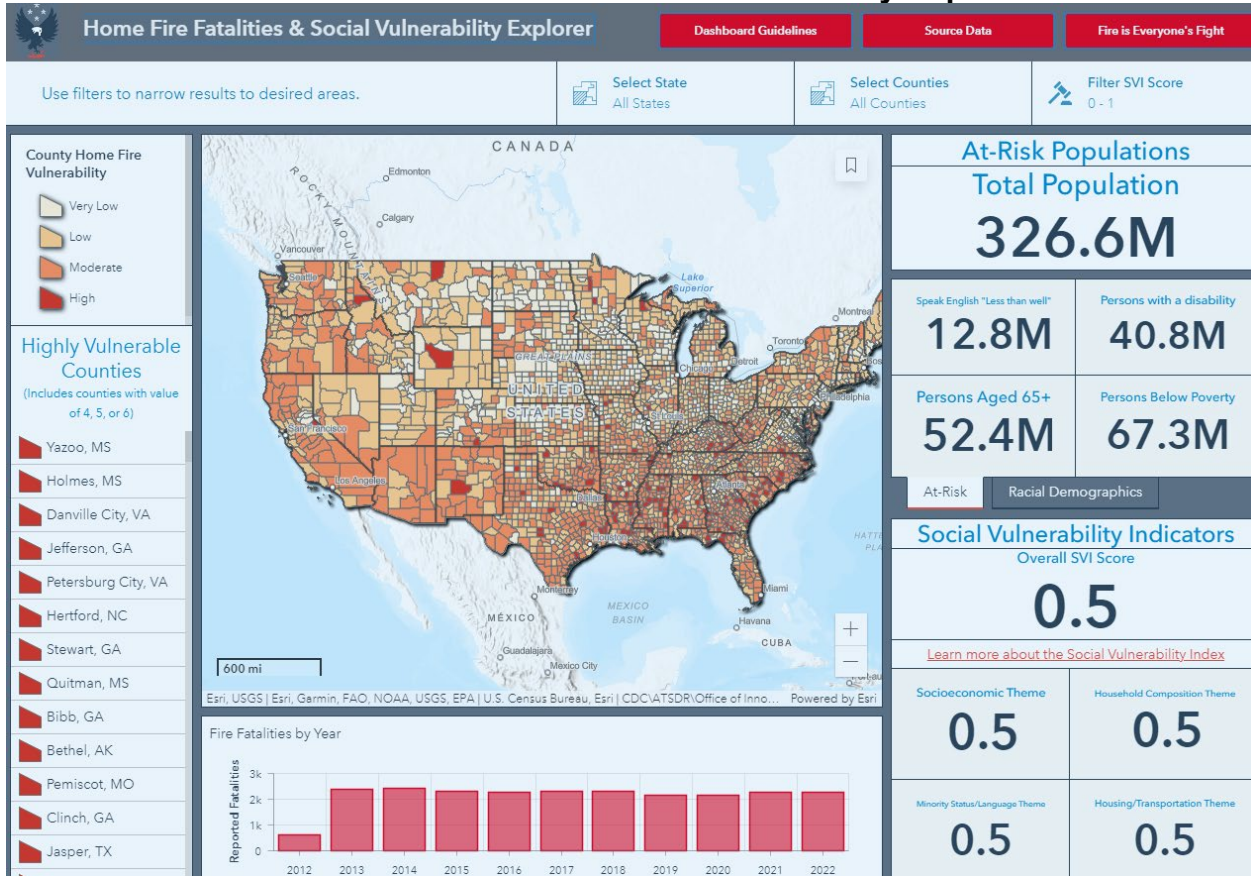 Home Fire Fatalities & Social Vulnerability Explorer
Dashboard Guidelines
Source Data
Fire is Everyone's Fight
Use filters to narrow results to desired areas.
Select State
All States
Select Counties
All Counties
Filter SVI Score
0 - 1
County Home Fire
Vulnerability
Very Low
Low
Moderate
High
Highly Vulnerable
Counties
(Includes counties with value
of 4, 5, or 6)
Yazoo, MS
Holmes, MS
Danville City, VA
Jefferson, GA
Petersburg City, VA
Hertford, NC
Stewart, GA
Quitman, MS
Bibb, GA
Bethel, AK
Pemiscot, MO
Clinch, GA
Jasper, TX
CANADA
ROCKY MOUNTAINS
Edmonton
Calgary
Vancouver
Seattle
Lake
Superior
Montreal
Toronto
Detroit
Chicago
GREAT PLAINS
UNITED
STATES
Philadelphia
St Louis
San Francisco
Los Angeles
Atlanta
Dallas
Houston
Monterrey
Miami
MÉXICO
MEXICO
BASIN
Havana
CUBA
Guadalajara
Mexico City
600 mi
+
−
Esri, USGS | Esri, Garmin, FAO, NOAA, USGS, EPA | U.S. Census Bureau, Esri | CDC\ATSDR\Office of Inno... Powered by Esri
Fire Fatalities by Year
Reported Fatalities
3k
2k
1k
0
2012 2013 2014 2015 2016 2017 2018 2019 2020 2021 2022
At-Risk Populations
Total Population
326.6M
Speak English "Less than well"
12.8M
Persons with a disability
40.8M
Persons Aged 65+
52.4M
Persons Below Poverty
67.3M
At-Risk
Racial Demographics
Social Vulnerability Indicators
Overall SVI Score
0.5
Learn more about the Social Vulnerability Index
Socioeconomic Theme
0.5
Household Composition Theme
0.5
Minority Status/Language Theme
0.5
Housing/Transportation Theme
0.5